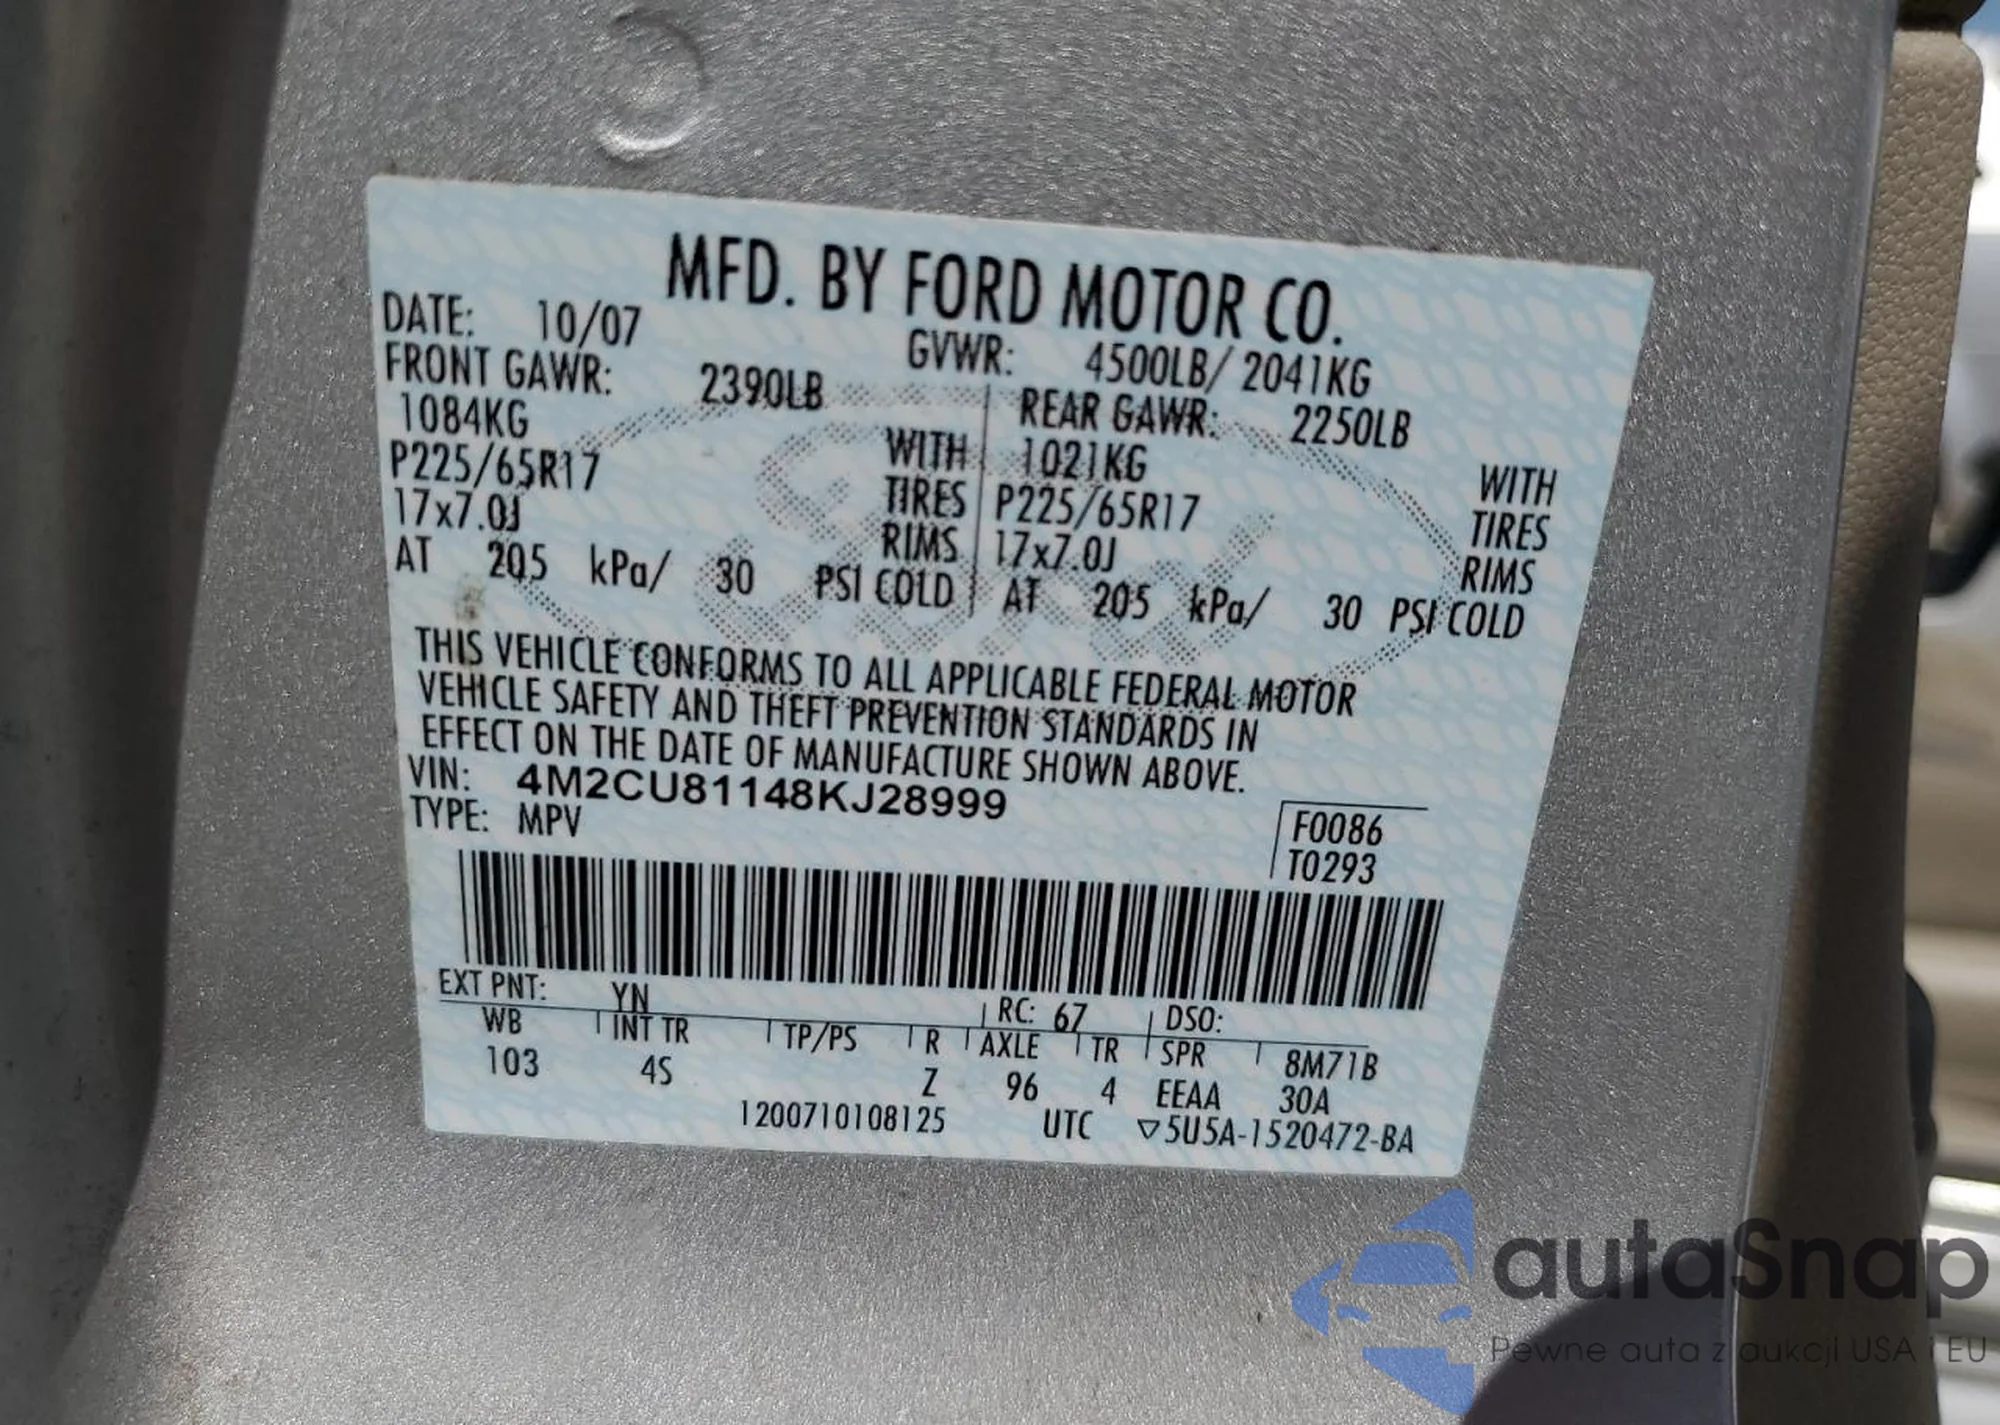 MFD. BY FORD MOTOR CO.
DATE: 10/07 GVWR: 4500LB/ 2041KG
FRONT GAWR: 2390LB REAR GAWR: 2250LB
1084KG WITH 1021KG WITH
P225/65R17 TIRES P225/65R17 TIRES
17x7.0J RIMS 17x7.0J RIMS
AT 205 kPa/ 30 PSI COLD AT 205 kPa/ 30 PSI COLD
THIS VEHICLE CONFORMS TO ALL APPLICABLE FEDERAL MOTOR
VEHICLE SAFETY AND THEFT PREVENTION STANDARDS IN
EFFECT ON THE DATE OF MANUFACTURE SHOWN ABOVE.
VIN: 4M2CU81148KJ28999
TYPE: MPV
F0086
T0293
EXT PNT: YN RC: 67 DSO:
WB INT TR TP/PS R AXLE TR SPR 8M71B
103 4S Z 96 4 EEAA 30A
1200710108125 UTC ▽5U5A-1520472-BA
autaSnap
Pewne auta z aukcji USA i EU